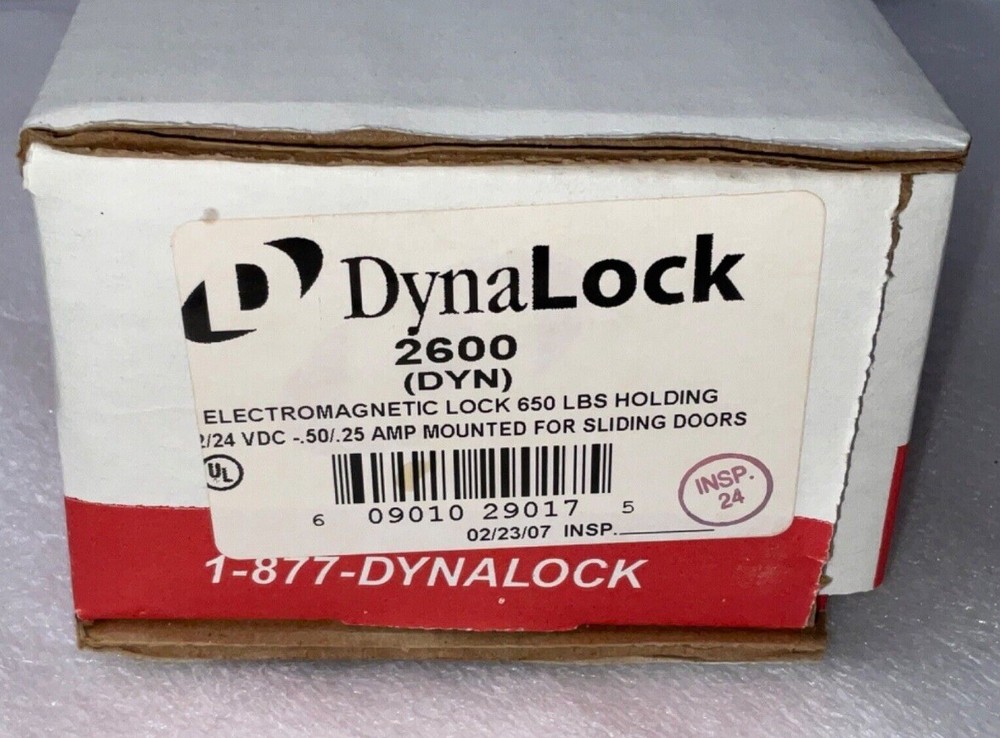 D
DynaLock
2600
(DYN)
ELECTROMAGNETIC LOCK 650 LBS HOLDING
2/24 VDC -.50/.25 AMP MOUNTED FOR SLIDING DOORS
UL
INSP.
24
6 09010 29017 5
02/23/07 INSP.
1-877-DYNALOCK